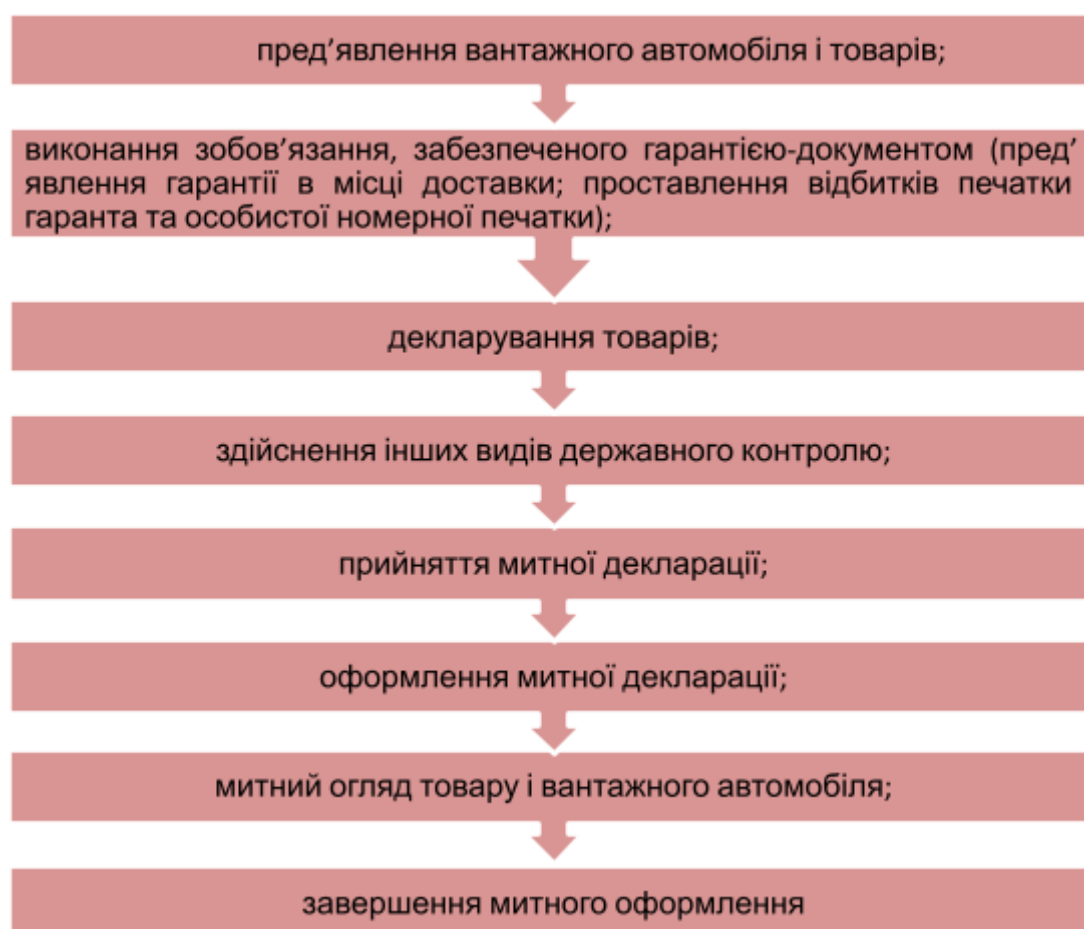 пред’явлення вантажного автомобіля і товарів;
виконання зобов’язання, забезпеченого гарантією-документом (пред’
явлення гарантії в місці доставки; проставлення відбитків печатки
гаранта та особистої номерної печатки);
декларування товарів;
здійснення інших видів державного контролю;
прийняття митної декларації;
оформлення митної декларації;
митний огляд товару і вантажного автомобіля;
завершення митного оформлення